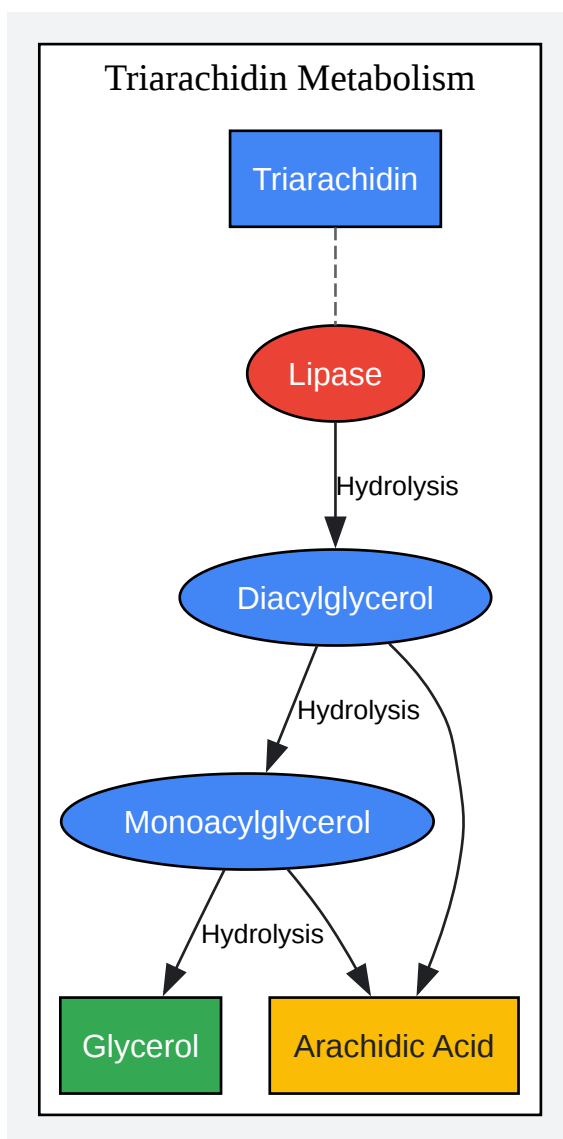 Triarachidin Metabolism
Triarachidin
Lipase
Hydrolysis
Diacylglycerol
Hydrolysis
Monoacylglycerol
Hydrolysis
Glycerol
Arachidic Acid